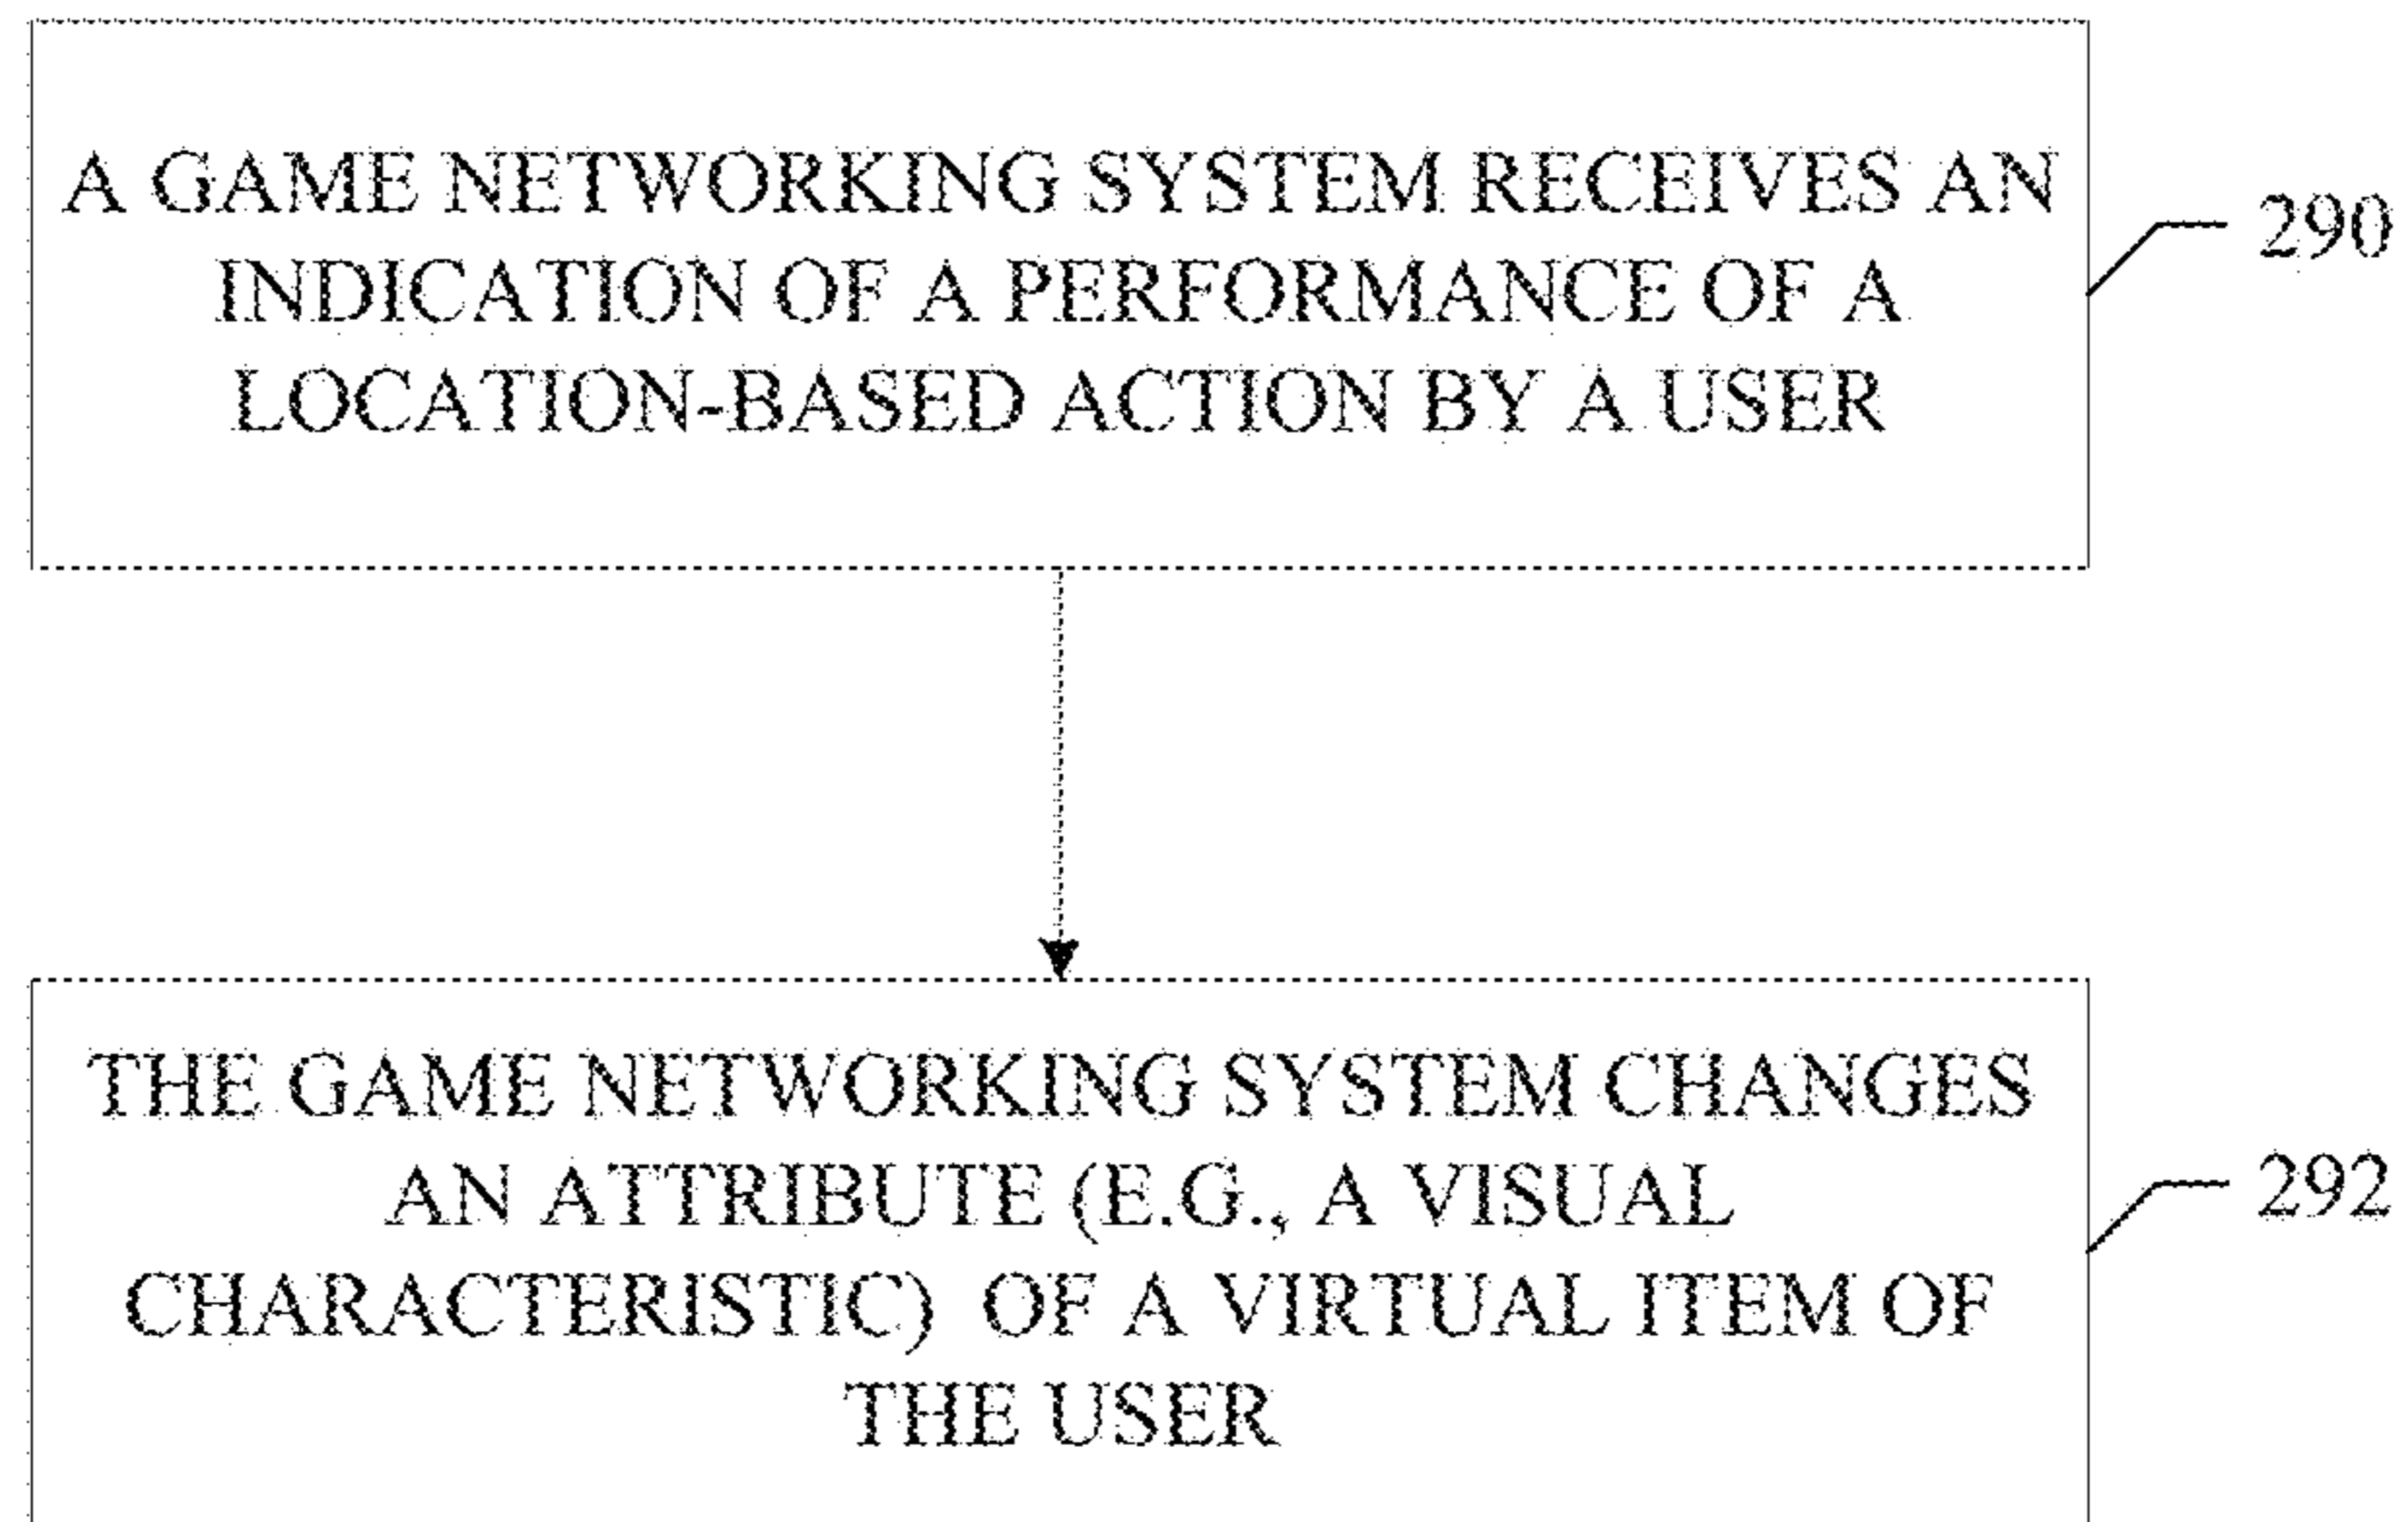 A GAME NETWORKING SYSTEM RECEIVES AN
INDICATION OF A PERFORMANCE OF A
LOCATION-BASED ACTION BY A USER
290
THE GAME NETWORKING SYSTEM CHANGES
AN ATTRIBUTE (E.G., A VISUAL
CHARACTERISTIC) OF A VIRTUAL ITEM OF
THE USER
292